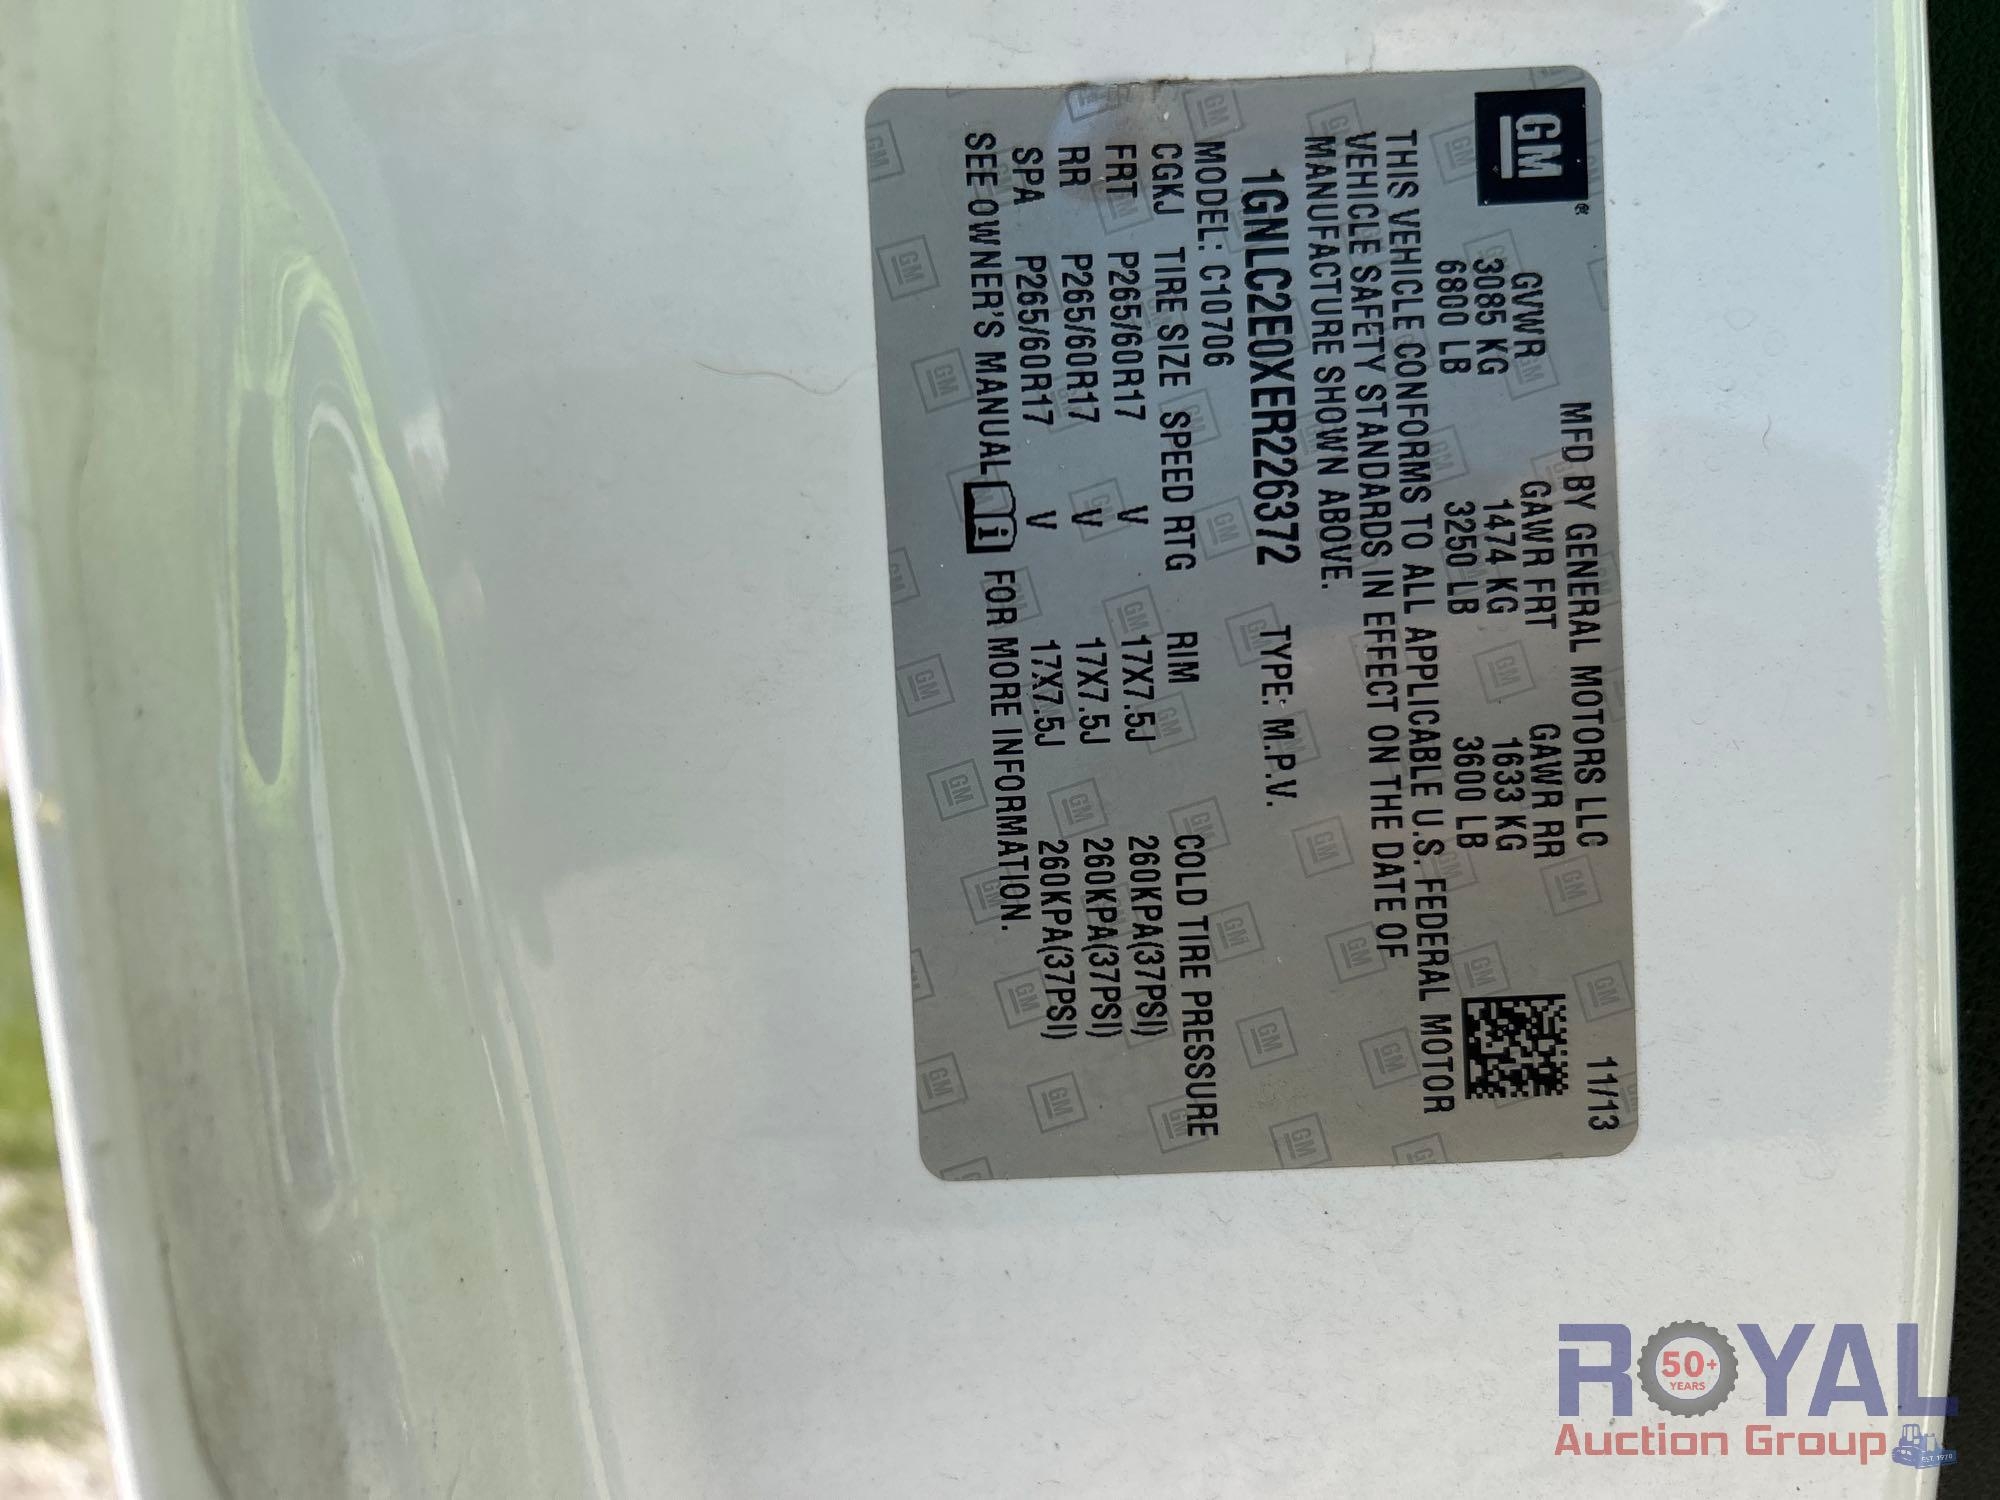 GM®
MFD BY GENERAL MOTORS LLC 11/13
GVWR GAWR FRT GAWR RR
3085 KG 1474 KG 1633 KG
6800 LB 3250 LB 3600 LB
THIS VEHICLE CONFORMS TO ALL APPLICABLE U.S. FEDERAL MOTOR
VEHICLE SAFETY STANDARDS IN EFFECT ON THE DATE OF
MANUFACTURE SHOWN ABOVE.
1GNLC2E0XER226372 TYPE: M.P.V.
MODEL: C10706
CGKJ TIRE SIZE SPEED RTG RIM COLD TIRE PRESSURE
FRT P265/60R17 V 17X7.5J 260KPA(37PSI)
RR P265/60R17 V 17X7.5J 260KPA(37PSI)
SPA P265/60R17 V 17X7.5J 260KPA(37PSI)
SEE OWNER'S MANUAL i FOR MORE INFORMATION.
ROYAL
50+
YEARS
Auction Group
EST. 1970